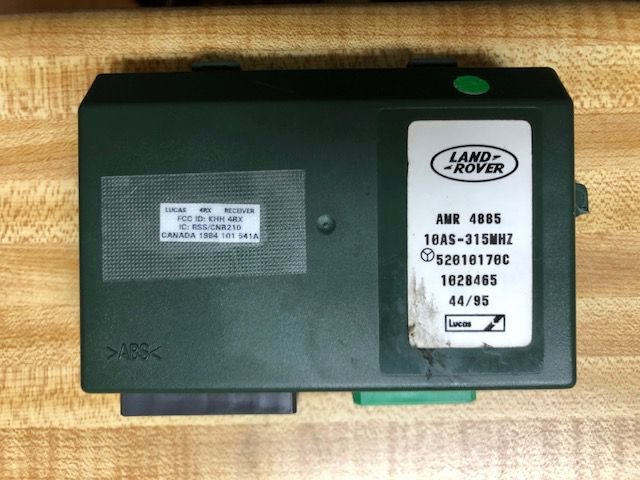 LUCAS 4RX RECEIVER
FCC ID: KHH 4RX
IC: RSS/CNR210
CANADA 1984 101 541A
>ABS<
LAND
ROVER
AMR 4885
10AS-315MHZ
52010170C
1028465
44/95
Lucas